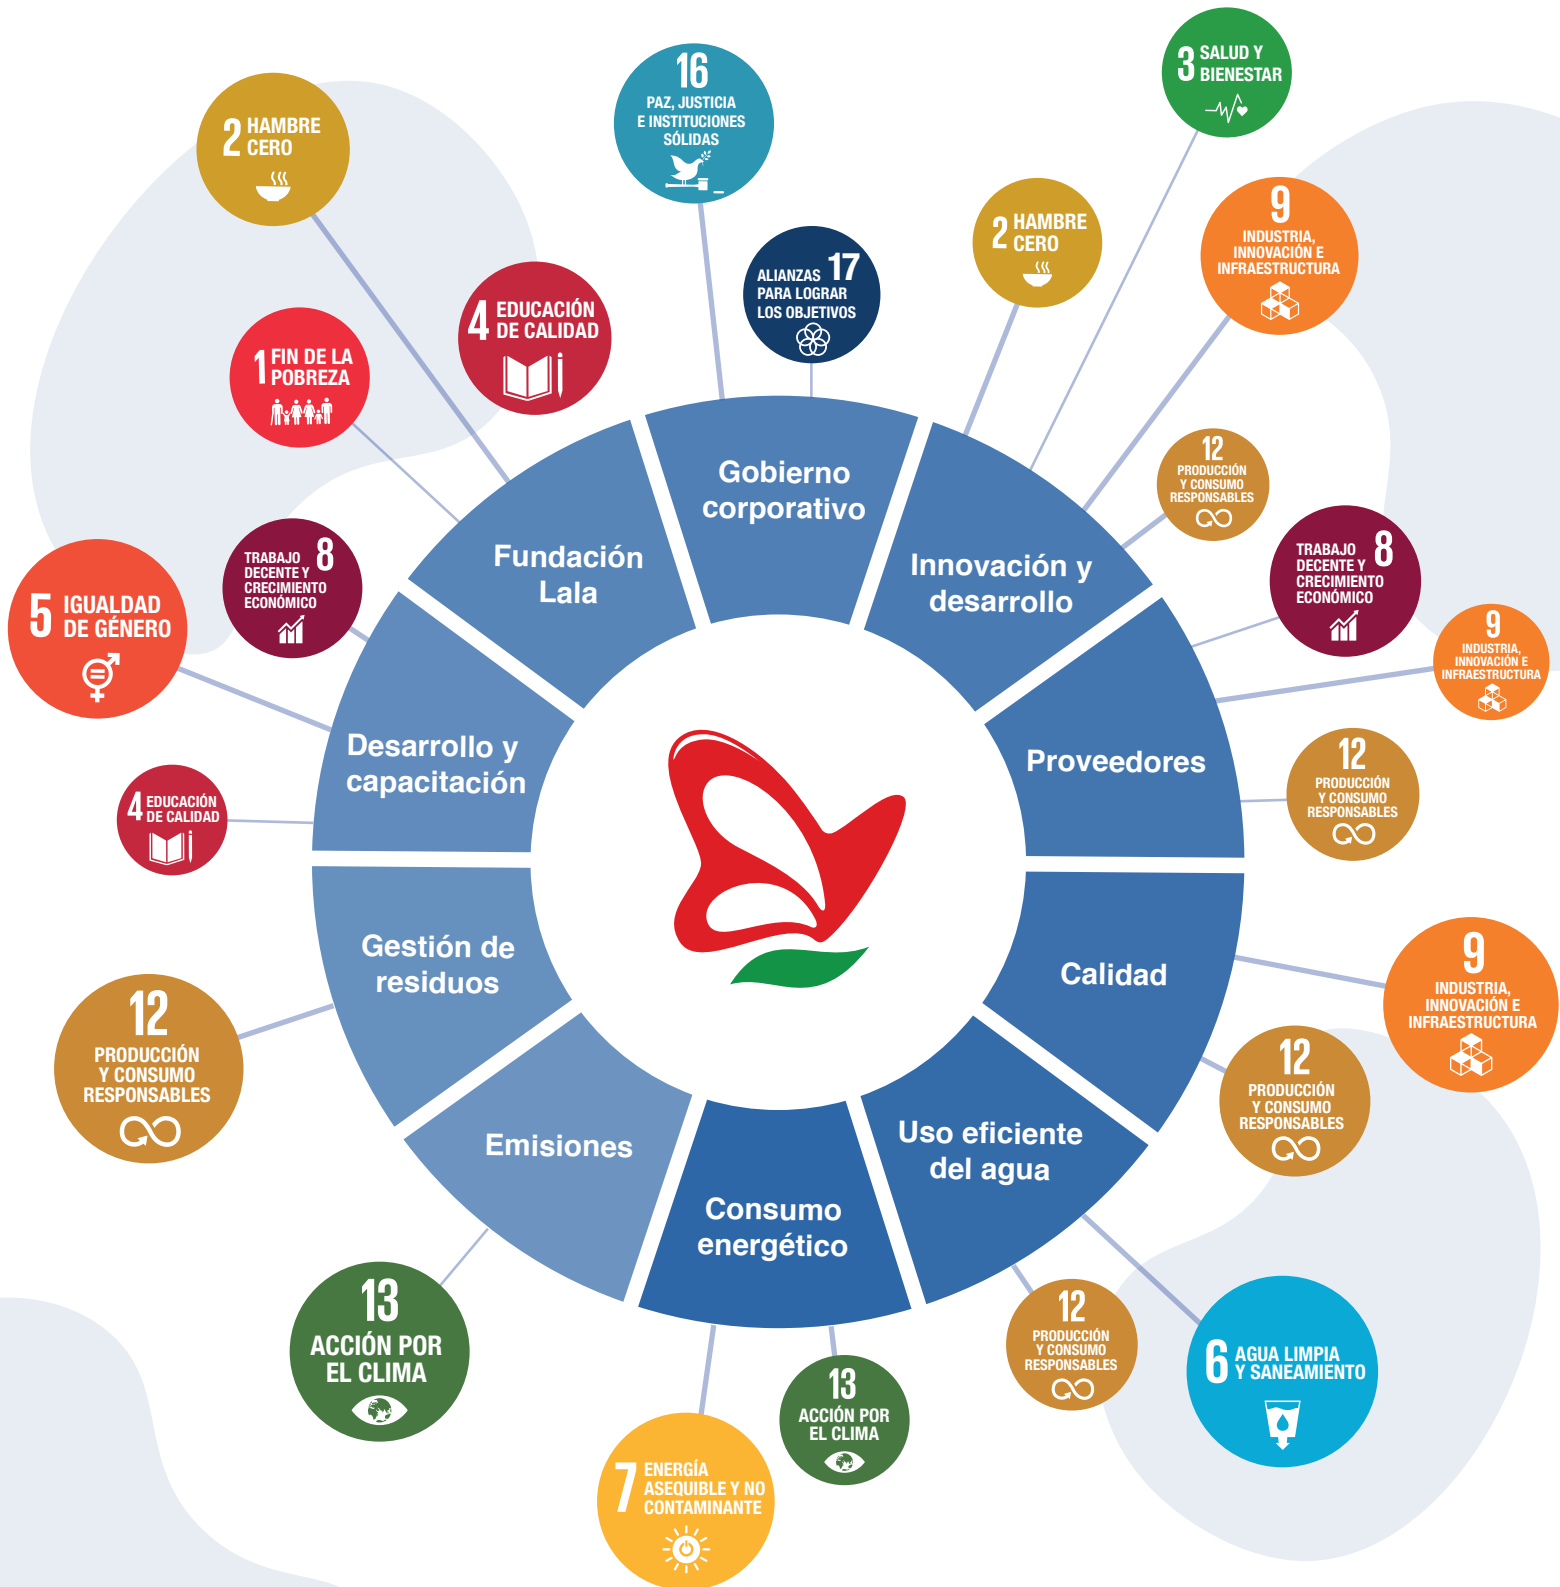 3 SALUD Y
BIENESTAR
16
PAZ, JUSTICIA
E INSTITUCIONES
SÓLIDAS
2 HAMBRE
CERO
9
INDUSTRIA,
INNOVACIÓN E
INFRAESTRUCTURA
2 HAMBRE
CERO
ALIANZAS 17
PARA LOGRAR
LOS OBJETIVOS
4 EDUCACIÓN
DE CALIDAD
1 FIN DE LA
POBREZA
12
PRODUCCIÓN
Y CONSUMO
RESPONSABLES
Gobierno
corporativo
Fundación
Lala
Innovación y
desarrollo
TRABAJO 8
DECENTE Y
CRECIMIENTO
ECONÓMICO
TRABAJO 8
DECENTE Y
CRECIMIENTO
ECONÓMICO
5 IGUALDAD
DE GÉNERO
9
INDUSTRIA,
INNOVACIÓN E
INFRAESTRUCTURA
Desarrollo y
capacitación
Proveedores
12
PRODUCCIÓN
Y CONSUMO
RESPONSABLES
4 EDUCACIÓN
DE CALIDAD
Gestión de
residuos
Calidad
9
INDUSTRIA,
INNOVACIÓN E
INFRAESTRUCTURA
12
PRODUCCIÓN
Y CONSUMO
RESPONSABLES
12
PRODUCCIÓN
Y CONSUMO
RESPONSABLES
Emisiones
Uso eficiente
del agua
Consumo
energético
13
ACCIÓN POR
EL CLIMA
12
PRODUCCIÓN
Y CONSUMO
RESPONSABLES
6 AGUA LIMPIA
Y SANEAMIENTO
13
ACCIÓN POR
EL CLIMA
7 ENERGÍA
ASEQUIBLE Y NO
CONTAMINANTE